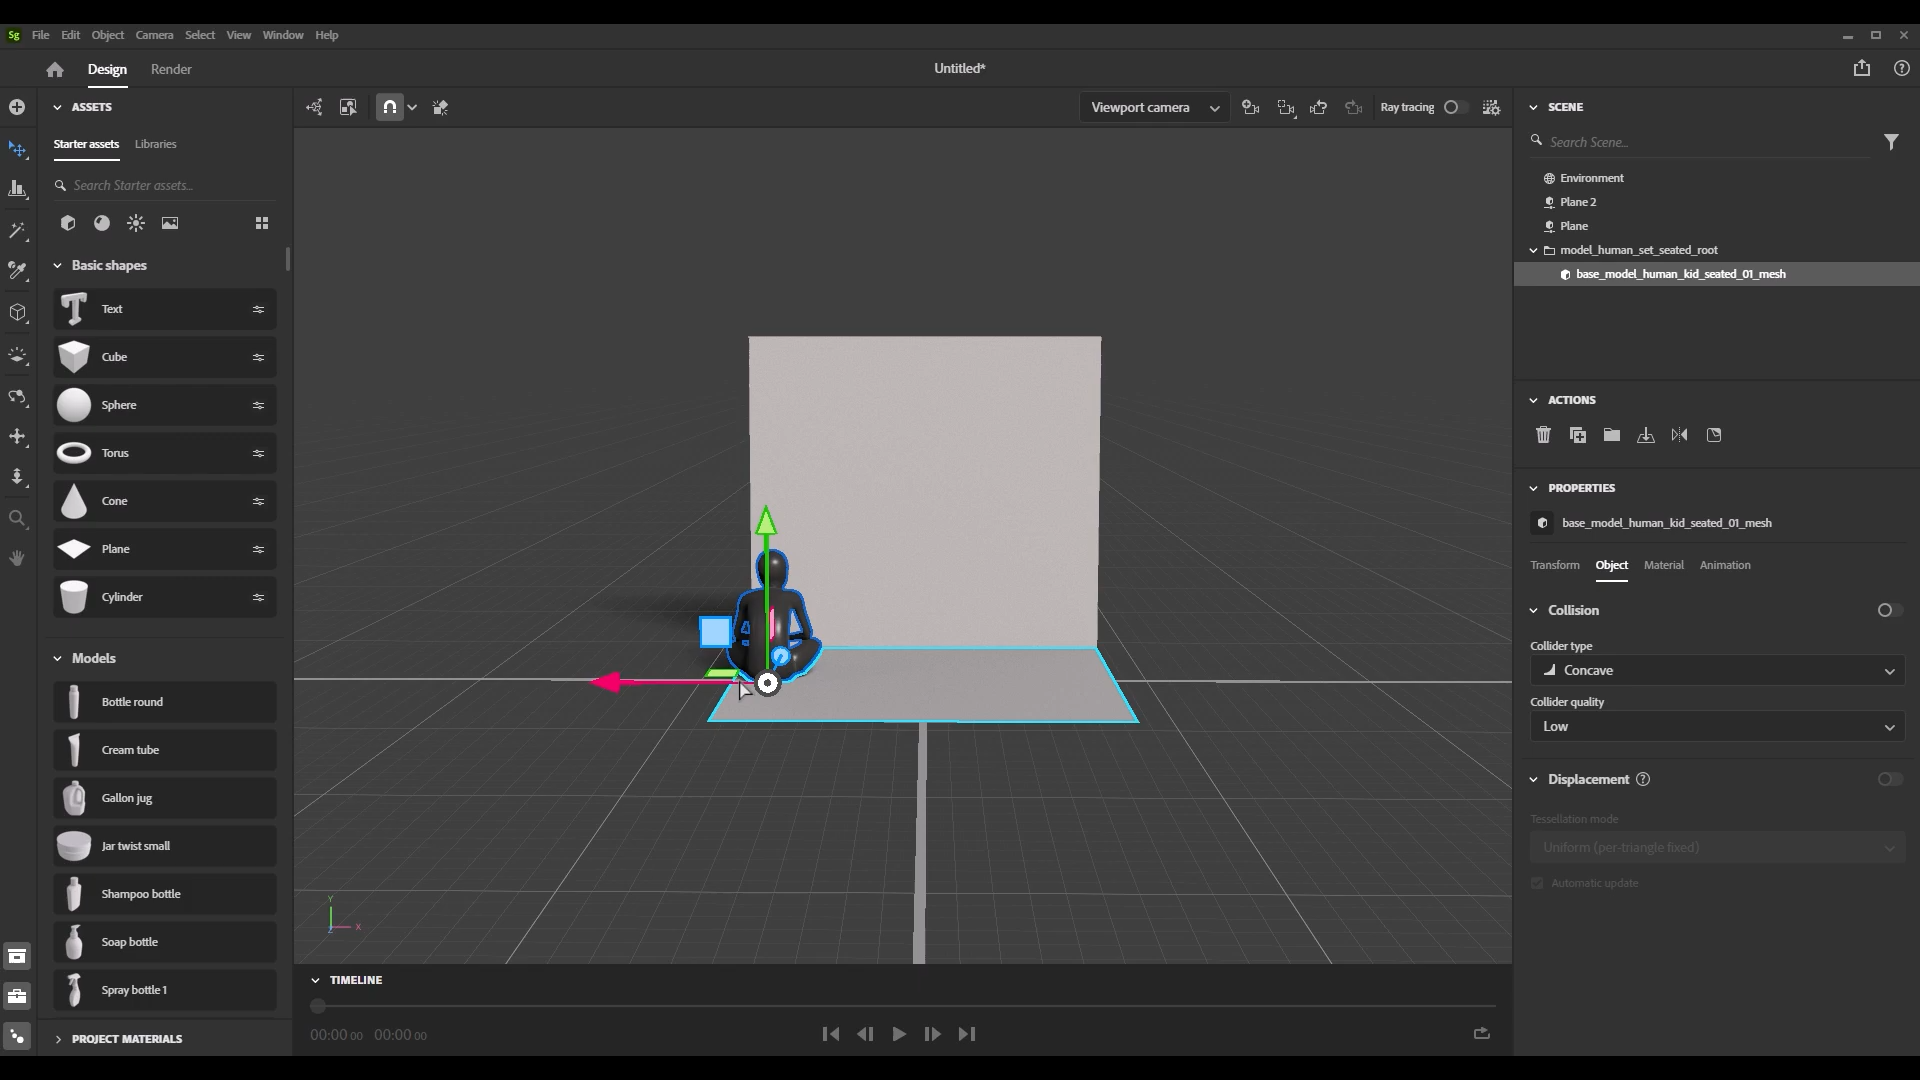 Sg File Edit Object Camera Select View Window Help
Design Render
Untitled*
ASSETS
Starter assets Libraries
Search Starter assets...
Basic shapes
Text
Cube
Sphere
Torus
Cone
Plane
Cylinder
Models
Bottle round
Cream tube
Gallon jug
Jar twist small
Shampoo bottle
Soap bottle
Spray bottle 1
PROJECT MATERIALS
Viewport camera
Ray tracing
Y
X
Z
TIMELINE
00:00 00 00:00 00
SCENE
Search Scene...
Environment
Plane 2
Plane
model_human_set_seated_root
base_model_human_kid_seated_01_mesh
ACTIONS
PROPERTIES
base_model_human_kid_seated_01_mesh
Transform Object Material Animation
Collision
Collider type
Concave
Collider quality
Low
Displacement ?
Tessellation mode
Uniform (per-triangle fixed)
Automatic update